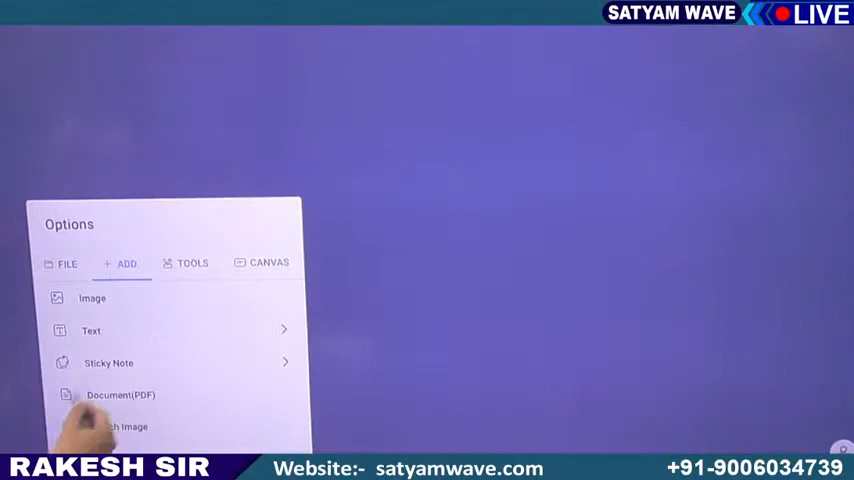 SATYAM WAVE LIVE
Options
FILE + ADD TOOLS CANVAS
Image
Text
Sticky Note
Document(PDF)
Image
RAKESH SIR Website:- satyamwave.com +91-9006034739